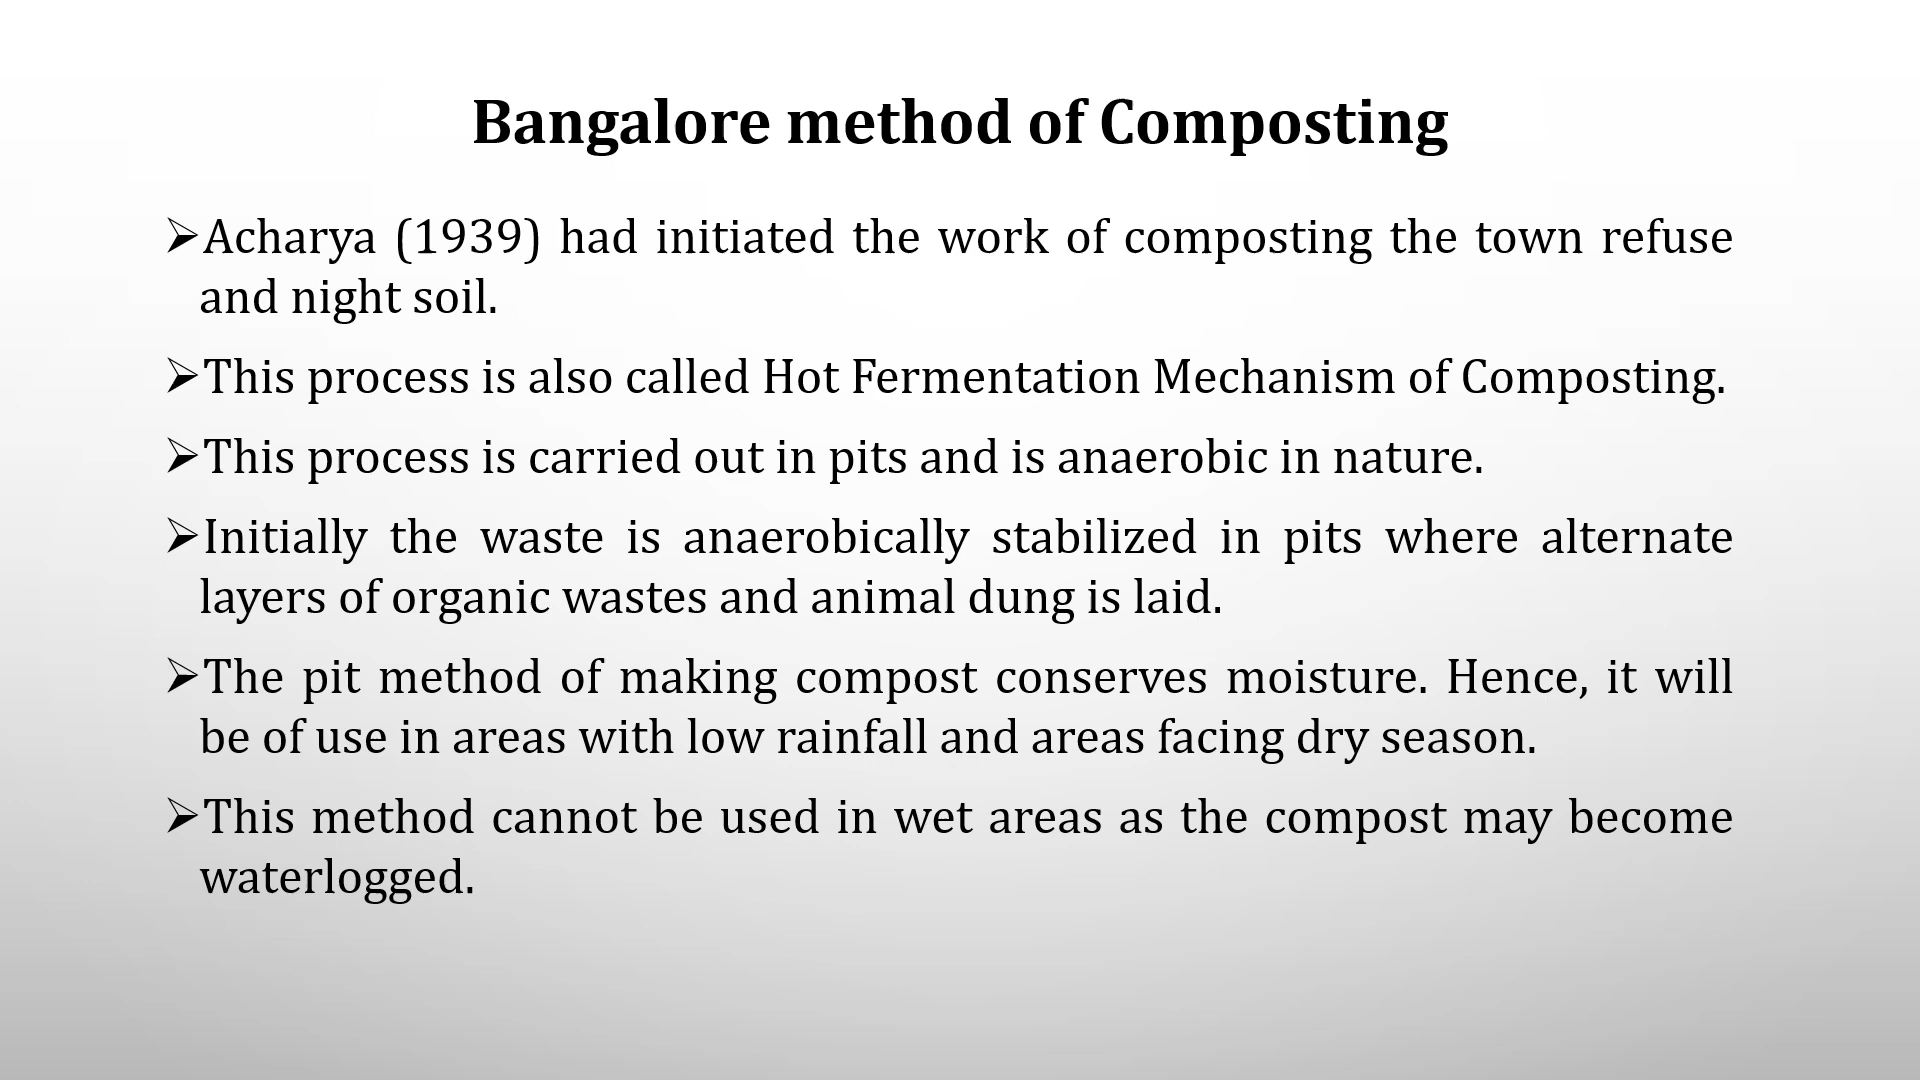 Bangalore method of Composting
➢Acharya (1939) had initiated the work of composting the town refuse
and night soil.
➢This process is also called Hot Fermentation Mechanism of Composting.
➢This process is carried out in pits and is anaerobic in nature.
➢Initially the waste is anaerobically stabilized in pits where alternate
layers of organic wastes and animal dung is laid.
➢The pit method of making compost conserves moisture. Hence, it will
be of use in areas with low rainfall and areas facing dry season.
➢This method cannot be used in wet areas as the compost may become
waterlogged.